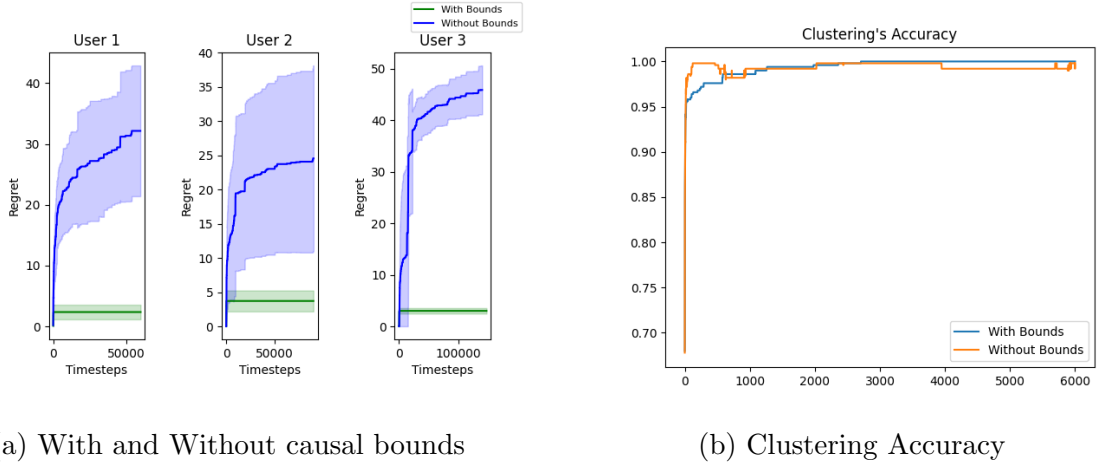 With Bounds
Without Bounds
User 1
User 2
User 3
Regret
40
30
20
10
0
0
50000
Timesteps
Regret
40
35
30
25
20
15
10
5
0
0
50000
Timesteps
Regret
50
40
30
20
10
0
0
100000
Timesteps
Clustering's Accuracy
1.00
0.95
0.90
0.85
0.80
0.75
0.70
0
1000
2000
3000
4000
5000
6000
With Bounds
Without Bounds
a) With and Without causal bounds
(b) Clustering Accuracy